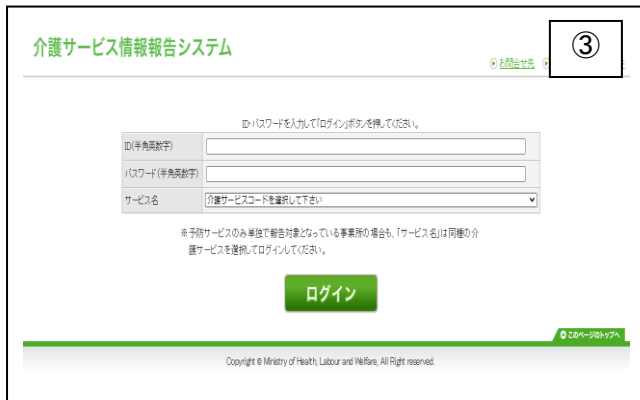 介護サービス情報報告システム
③
お問合せ先
ID・パスワードを入力して「ログイン」ボタンを押してください。
ID(半角英数字)
パスワード(半角英数字)
サービス名
介護サービスコードを選択して下さい
※予防サービスのみ単独で報告対象となっている事業所の場合も、「サービス名」は同種の介
護サービスを選択してログインしてください。
ログイン
このページのトップへ
Copyright © Ministry of Health, Labour and Welfare, All Right reserved.